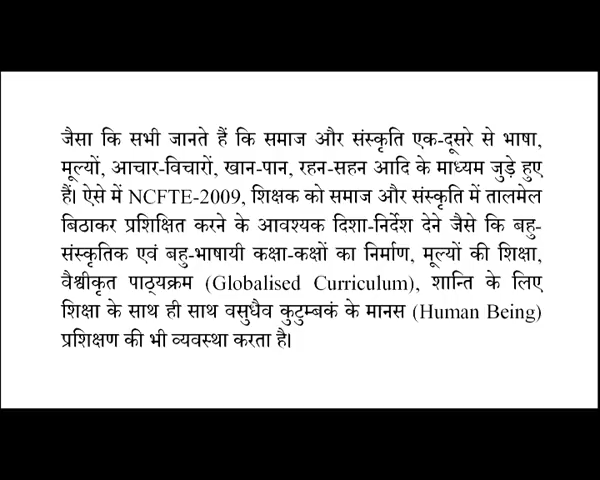 जैसा कि सभी जानते हैं कि समाज और संस्कृति एक-दूसरे से भाषा,
मूल्यों, आचार-विचारों, खान-पान, रहन-सहन आदि के माध्यम जुड़े हुए
हैं। ऐसे में NCFTE-2009, शिक्षक को समाज और संस्कृति में तालमेल
बिठाकर प्रशिक्षित करने के आवश्यक दिशा-निर्देश देने जैसे कि बहु-
संस्कृतिक एवं बहु-भाषायी कक्षा-कक्षों का निर्माण, मूल्यों की शिक्षा,
वैश्वीकृत पाठ्यक्रम (Globalised Curriculum), शान्ति के लिए
शिक्षा के साथ ही साथ वसुधैव कुटुम्बकं के मानस (Human Being)
प्रशिक्षण की भी व्यवस्था करता है।